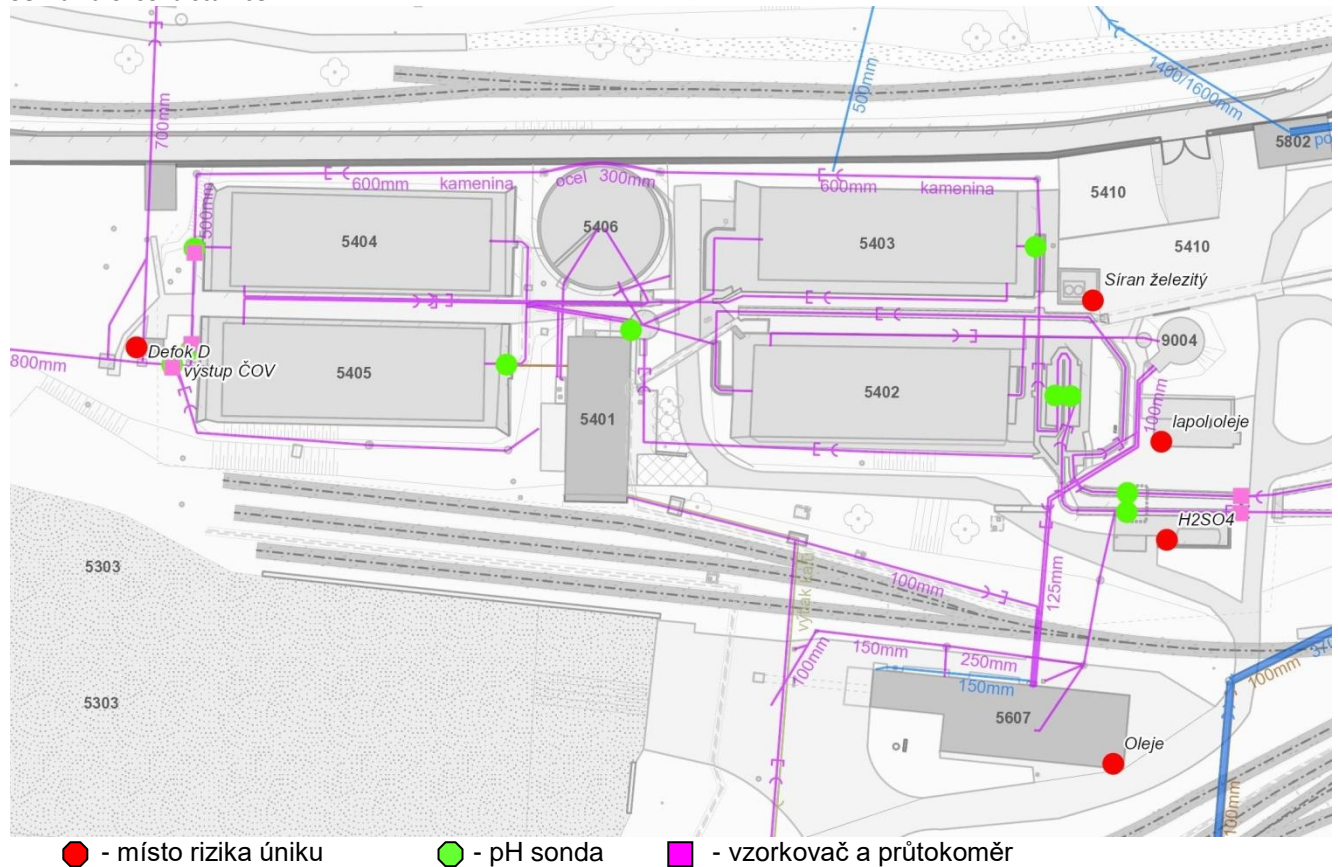 700mm
500mm
1400/1600mm
5802
600mm kamenina
ocel 300mm
600mm kamenina
5410
500mm
5404
5406
5403
5410
Síran železitý
Defok D
800mm
výstup ČOV
5405
5401
5402
9004
100mm
lapol oleje
H2SO4
5303
100mm
125mm
100mm
150mm
250mm
150mm
100mm
5303
5607
Oleje
100mm
- místo rizika úniku
- pH sonda
- vzorkovač a průtokoměr